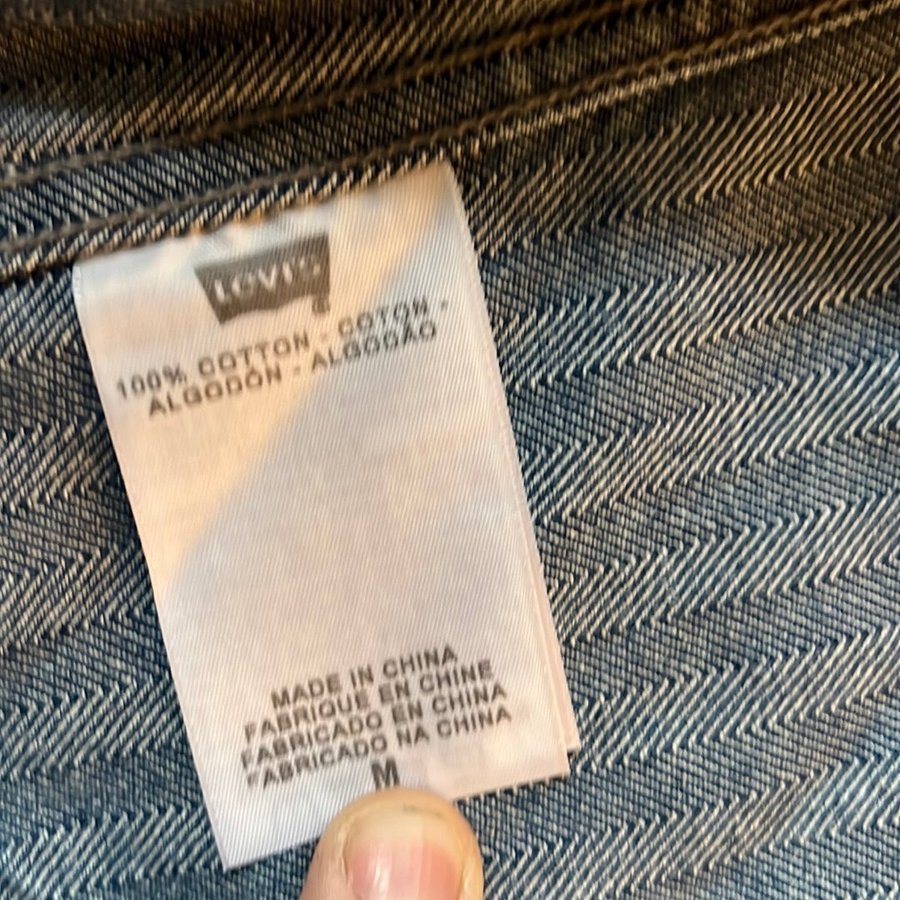 Levi's
100% COTTON - COTON -
ALGODÓN - ALGODÃO
MADE IN CHINA
FABRIQUE EN CHINE
FABRICADO EN CHINA
FABRICADO NA CHINA
M